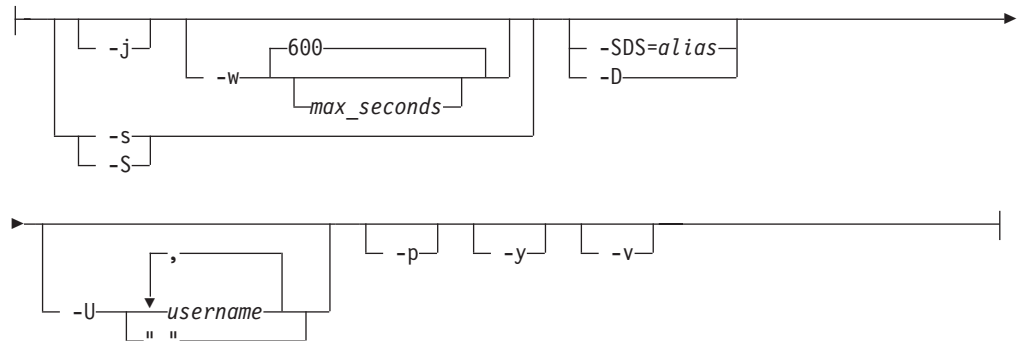 -j
600
-SDS=alias
-w
-D
max_seconds
-s
-S
,
-p
-y
-v
-U
username
" "